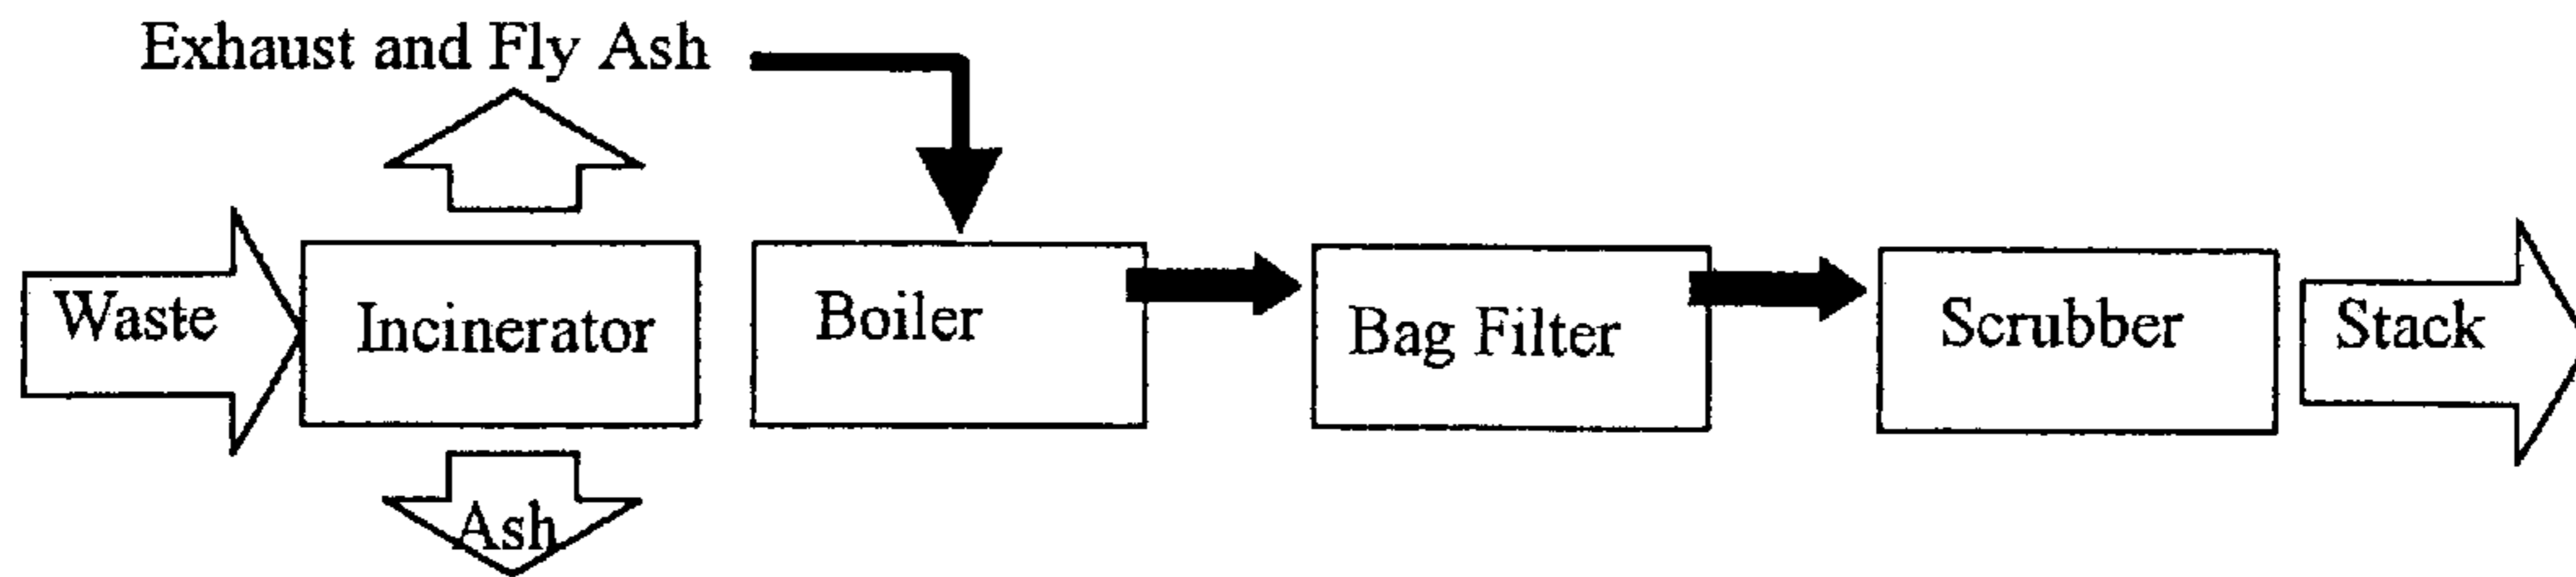 Exhaust and Fly Ash
Waste
Incinerator
Boiler
Bag Filter
Scrubber
Stack
Ash